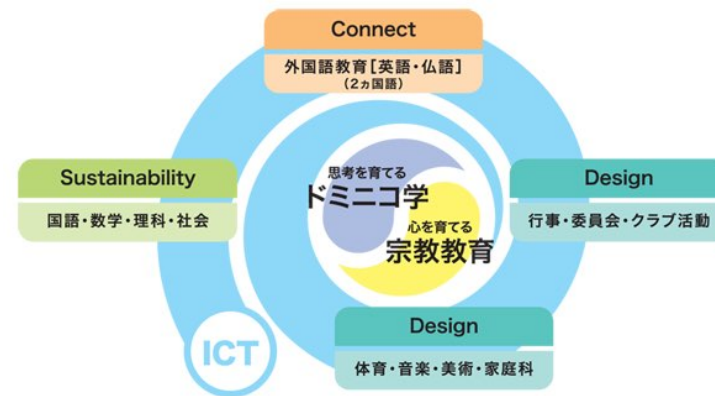 Connect
外国語教育[英語・仏語]
(2ヵ国語)
Sustainability
国語・数学・理科・社会
思考を育てる
ドミニコ学
心を育てる
宗教教育
Design
行事・委員会・クラブ活動
Design
体育・音楽・美術・家庭科
ICT